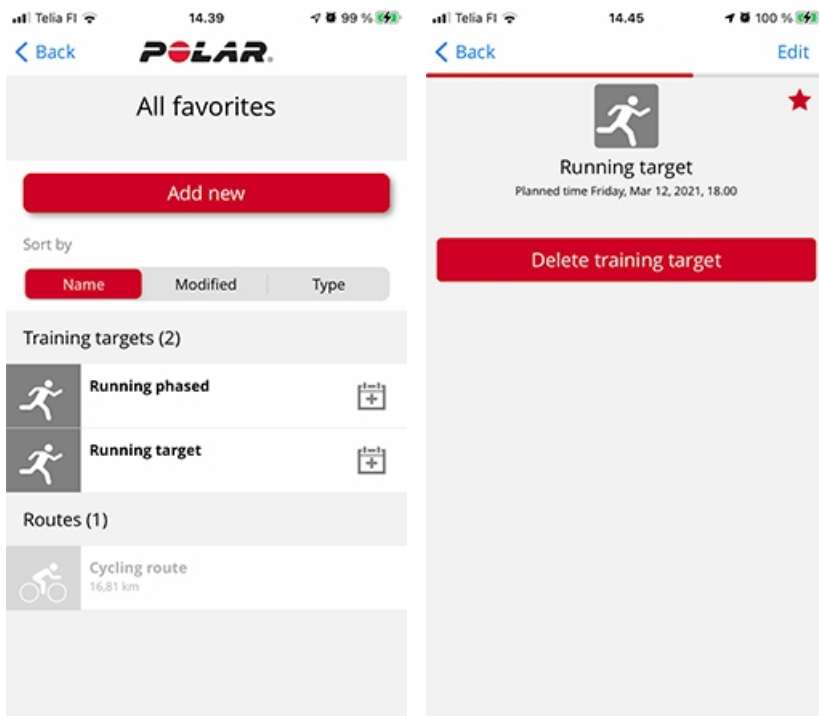 Telia FI 14.39 99 %
Back POLAR.
All favorites
Add new
Sort by
Name Modified Type
Training targets (2)
Running phased
Running target
Routes (1)
Cycling route
16,81 km
Telia FI 14.45 100 %
Back Edit
Running target
Planned time Friday, Mar 12, 2021, 18.00
Delete training target